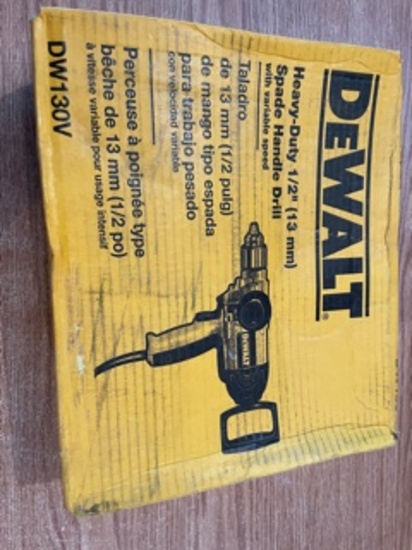 DEWALT®
Heavy-Duty 1/2" (13 mm)
Spade Handle Drill
with variable speed
Taladro
de 13 mm (1/2 pulg)
de mango tipo espada
para trabajo pesado
con velocidad variable
Perceuse à poignée type
bêche de 13 mm (1/2 po)
à vitesse variable pour usage intensif
DW130V
DEWALT